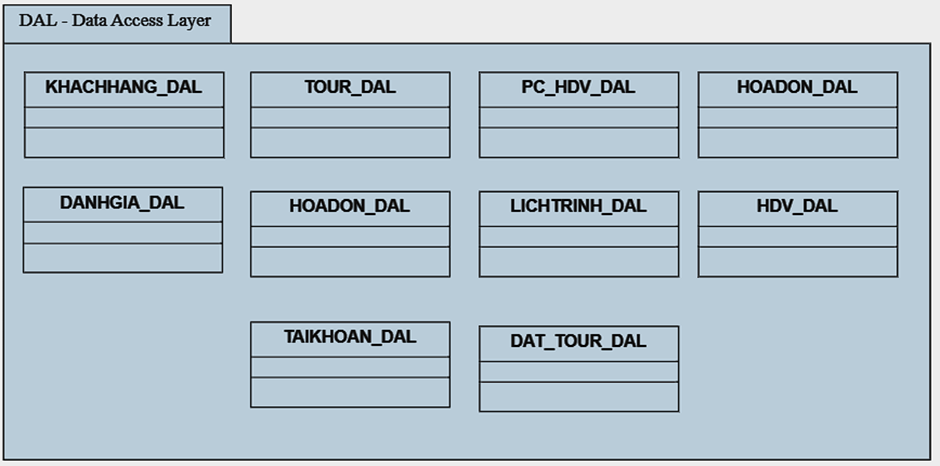 DAL - Data Access Layer
KHACHHANG_DAL
TOUR_DAL
PC_HDV_DAL
HOADON_DAL
DANHGIA_DAL
HOADON_DAL
LICHTRINH_DAL
HDV_DAL
TAIKHOAN_DAL
DAT_TOUR_DAL